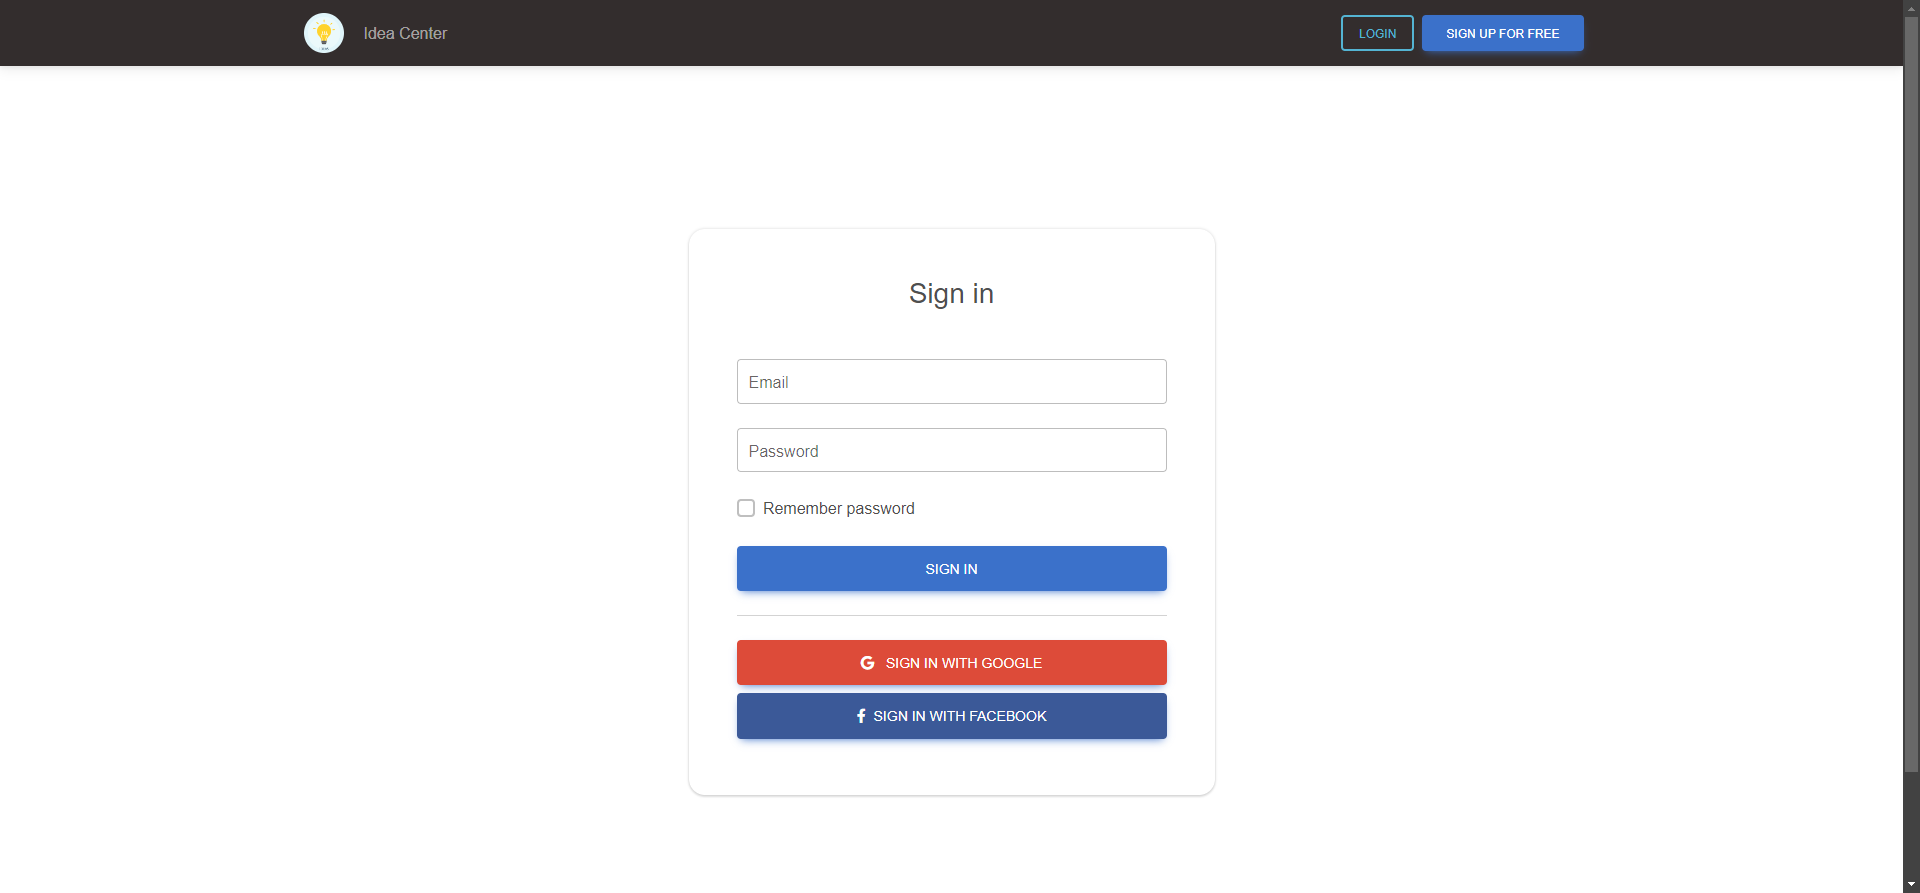 Idea Center
LOGIN
SIGN UP FOR FREE
Sign in
Email
Password
Remember password
SIGN IN
SIGN IN WITH GOOGLE
SIGN IN WITH FACEBOOK